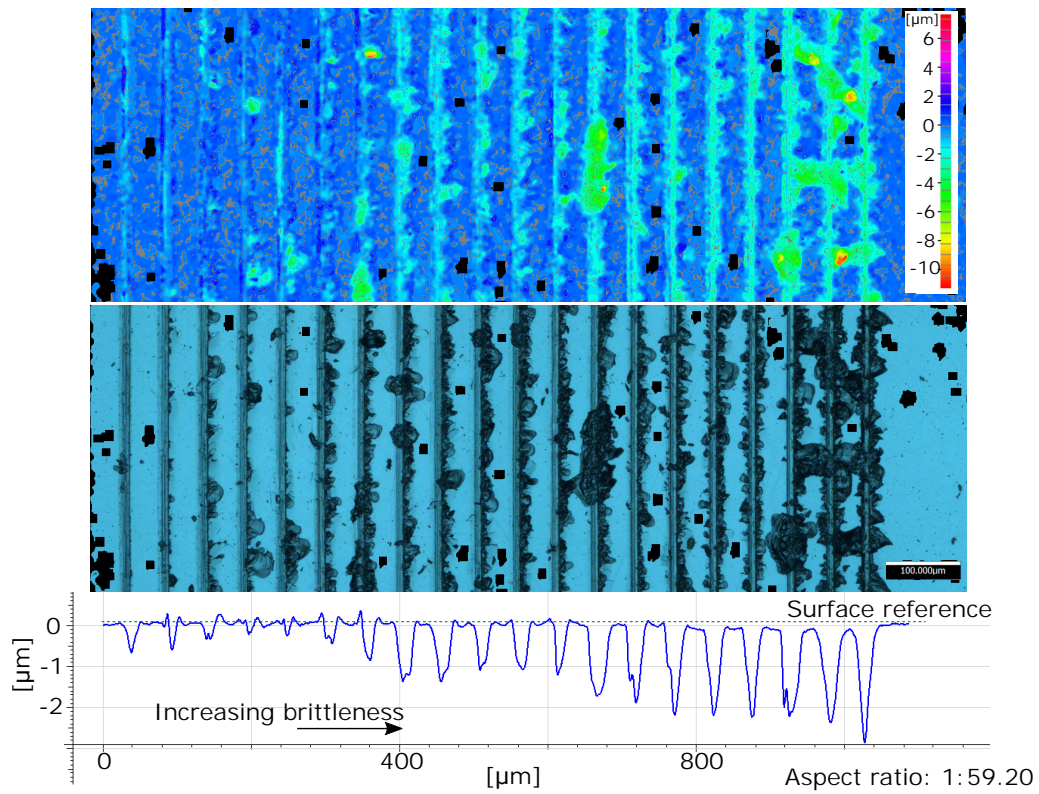 [µm]
6
4
2
0
-2
-4
-6
-8
-10
100.000µm
Surface reference
0
-1
-2
[µm]
Increasing brittleness
0
400
800
[µm]
Aspect ratio: 1:59.20